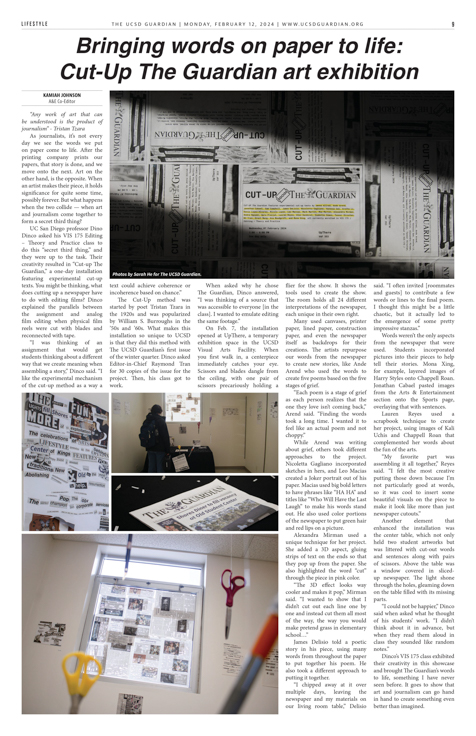 LIFESTYLE
THE UCSD GUARDIAN | MONDAY, FEBRUARY 12, 2024 | WWW.UCSDGUARDIAN.ORG
9
Bringing words on paper to life:
Cut-Up The Guardian art exhibition
KAMIAH JOHNSON
A&E Co-Editor
"Any work of art that can
be understood is the product of
journalism" - Tristan Tzara
As journalists, it's not every
day we see the words we put
on paper come to life. After the
printing company prints our
papers, that story is done, and we
move onto the next. Art on the
other hand, is the opposite. When
an artist makes their piece, it holds
significance for quite some time,
possibly forever. But what happens
when the two collide — when art
and journalism come together to
form a secret third thing?
UC San Diego professor Dino
Dinco asked his VIS 175 Editing
– Theory and Practice class to
do this "secret third thing," and
they were up to the task. Their
creativity resulted in "Cut-up The
Guardian," a one-day installation
featuring experimental cut-up
texts. You might be thinking, what
does cutting up a newspaper have
to do with editing films? Dinco
explained the parallels between
the assignment and analog
film editing when physical film
reels were cut with blades and
reconnected with tape.
"I was thinking of an
assignment that would get
students thinking about a different
way that we create meaning when
assembling a story," Dinco said. "I
like the experimental mechanism
of the cut-up method as a way a
CUT-UP THE GUARDIAN
Photos by Sarah He for The UCSD Guardian.
text could achieve coherence or
incoherence based on chance."
The Cut-Up method was
started by poet Tristan Tzara in
the 1920s and was popularized
by William S. Burroughs in the
'50s and '60s. What makes this
installation so unique to UCSD
is that they did this method with
The UCSD Guardian's first issue
of the winter quarter. Dinco asked
Editor-in-Chief Raymond Tran
for 30 copies of the issue for the
project. Then, his class got to
work.
When asked why he chose
The Guardian, Dinco answered,
"I was thinking of a source that
was accessible to everyone [in the
class]. I wanted to emulate editing
the same footage."
On Feb. 7, the installation
opened at UpThere, a temporary
exhibition space in the UCSD
Visual Arts Facility. When
you first walk in, a centerpiece
immediately catches your eye.
Scissors and blades dangle from
the ceiling, with one pair of
scissors precariously holding a
flier for the show. It shows the
tools used to create the show.
The room holds all 24 different
interpretations of the newspaper,
each unique in their own right.
Many used canvases, printer
paper, lined paper, construction
paper, and even the newspaper
itself as backdrops for their
creations. The artists repurpose
our words from the newspaper
to create new stories, like Ande
Arend who used the words to
create five poems based on the five
stages of grief.
"Each poem is a stage of grief
as each person realizes that the
one they love isn't coming back,"
Arend said. "Finding the words
took a long time. I wanted it to
feel like an actual poem and not
choppy."
While Arend was writing
about grief, others took different
approaches to the project.
Nicoletta Gagliano incorporated
sketches in hers, and Leo Macias
created a Joker portrait out of his
paper. Macias used big bold letters
to have phrases like "HA HA" and
titles like "Who Will Have the Last
Laugh" to make his words stand
out. He also used color portions
of the newspaper to put green hair
and red lips on a picture.
Alexandra Mirman used a
unique technique for her project.
She added a 3D aspect, gluing
strips of text on the ends so that
they pop up from the paper. She
also highlighted the word "cut"
through the piece in pink color.
"The 3D effect looks way
cooler and makes it pop," Mirman
said. "I wanted to show that I
didn't cut out each line one by
one and instead cut them all most
of the way, the way you would
make pretend grass in elementary
school…"
James Delisio told a poetic
story in his piece, using many
words from throughout the paper
to put together his poem. He
also took a different approach to
putting it together.
"I chipped away at it over
multiple days, leaving the
newspaper and my materials on
our living room table," Delisio
said. "I often invited [roommates
and guests] to contribute a few
words or lines to the final poem.
I thought this might be a little
chaotic, but it actually led to
the emergence of some pretty
impressive stanzas."
Words weren't the only aspects
from the newspaper that were
used. Students incorporated
pictures into their pieces to help
tell their stories. Mona Xing,
for example, layered images of
Harry Styles onto Chappell Roan.
Jonathan Cabael pasted images
from the Arts & Entertainment
section onto the Sports page,
overlaying that with sentences.
Lauren Reyes used a
scrapbook technique to create
her project, using images of Kali
Uchis and Chappell Roan that
complemented her words about
the fun of the arts.
"My favorite part was
assembling it all together," Reyes
said. "I felt the most creative
putting those down because I'm
not particularly good at words,
so it was cool to insert some
beautiful visuals on the piece to
make it look like more than just
newspaper cutouts."
Another element that
enhanced the installation was
the center table, which not only
held two student artworks but
was littered with cut-out words
and sentences along with pairs
of scissors. Above the table was
a window covered in sliced-
up newspaper. The light shone
through the holes, gleaming down
on the table filled with its missing
parts.
"I could not be happier," Dinco
said when asked what he thought
of his students' work. "I didn't
think about it in advance, but
when they read them aloud in
class they sounded like random
notes."
Dinco's VIS 175 class exhibited
their creativity in this showcase
and brought The Guardian's words
to life, something I have never
seen before. It goes to show that
art and journalism can go hand
in hand to create something even
better than imagined.